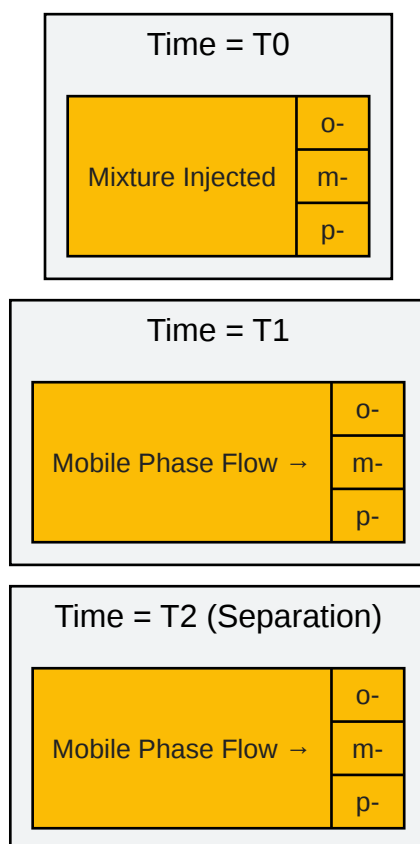 Time = T0
Mixture Injected
o-
m-
p-
Time = T1
Mobile Phase Flow →
o-
m-
p-
Time = T2 (Separation)
Mobile Phase Flow →
o-
m-
p-